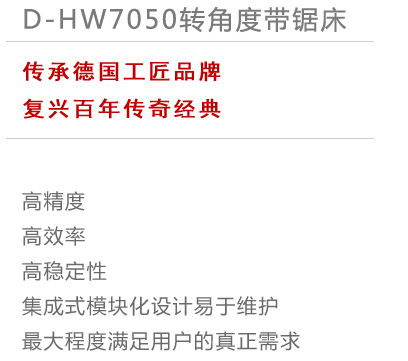 D-HW7050转角度带锯床
传承德国工匠品牌
复兴百年传奇经典
高精度
高效率
高稳定性
集成式模块化设计易于维护
最大程度满足用户的真正需求